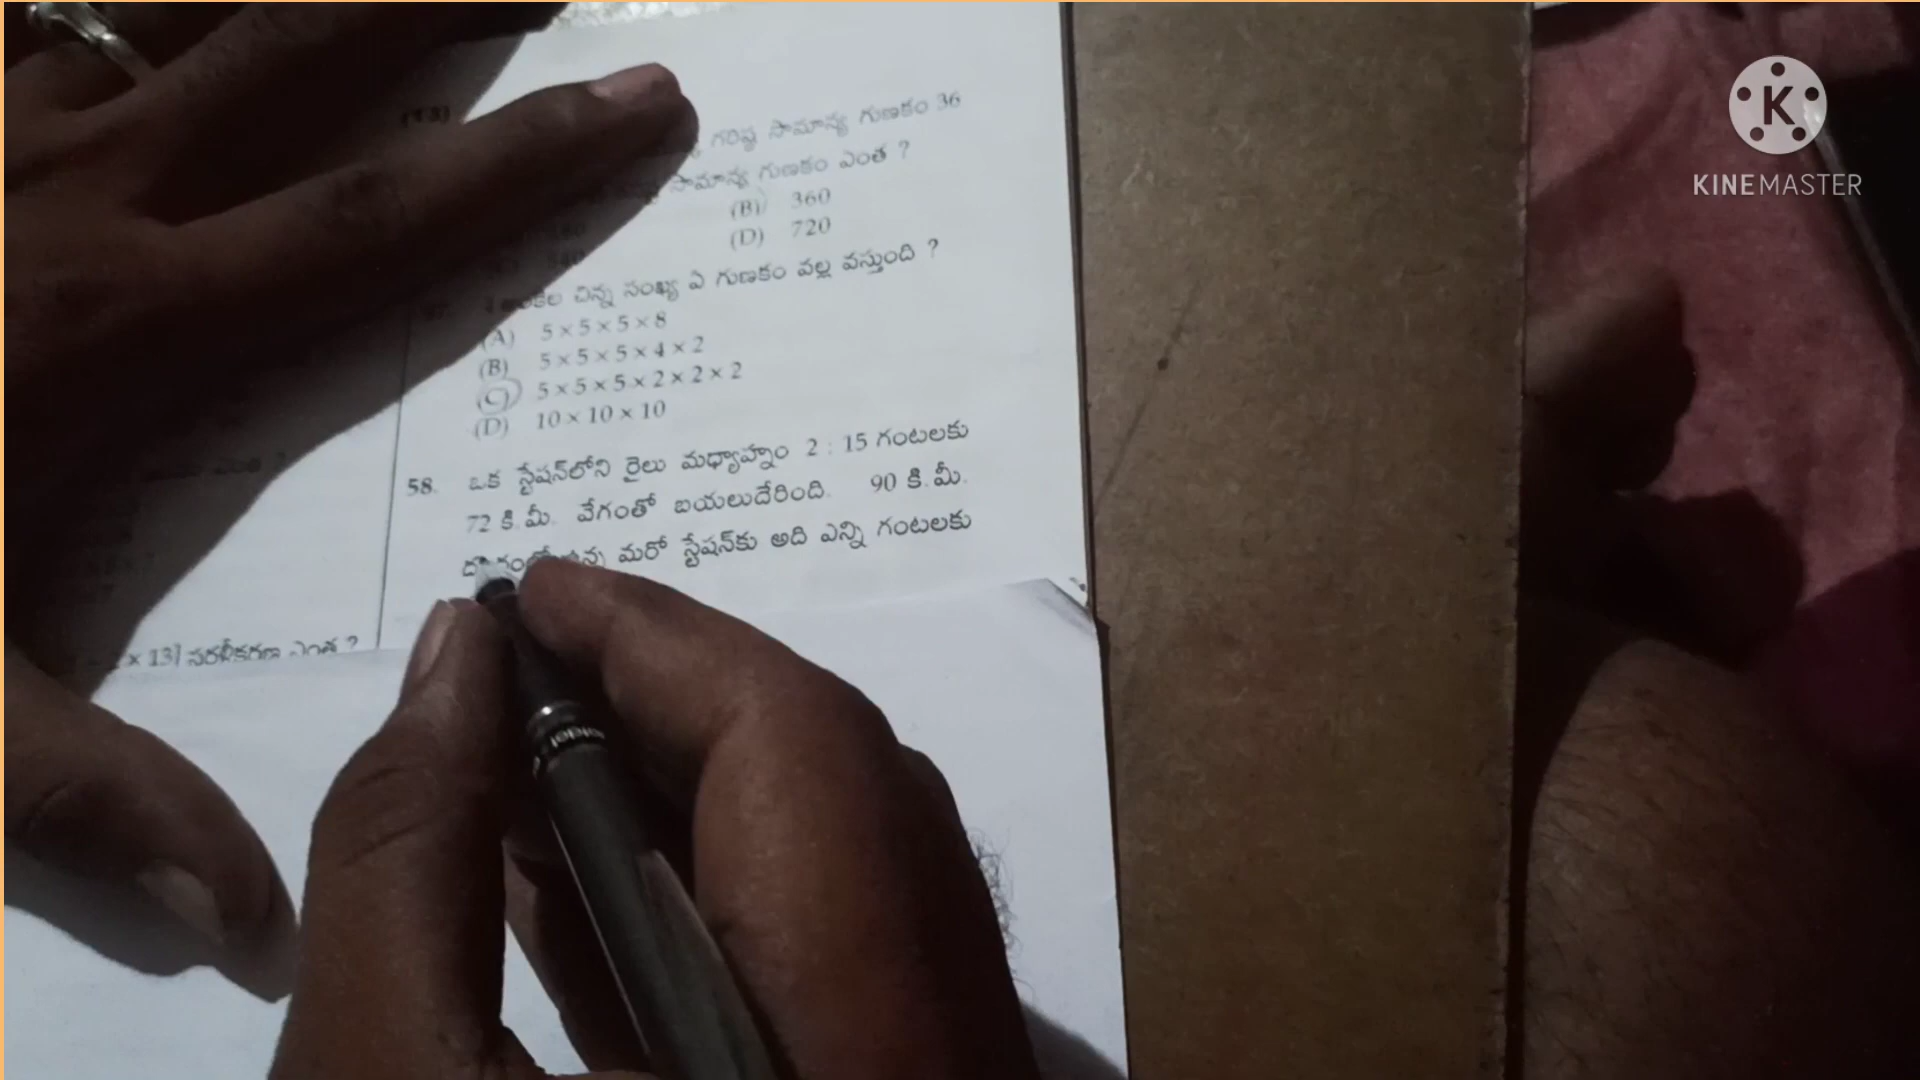 గరిష్ఠ సామాన్య గుణకం 36
సామాన్య గుణకం ఎంత ?
(B) 360
(D) 720
540
చిన్న సంఖ్య ఏ గుణకం వల్ల వస్తుంది ?
(A) 5 × 5 × 5 × 8
(B) 5 × 5 × 5 × 4 × 2
(C) 5 × 5 × 5 × 2 × 2 × 2
(D) 10 × 10 × 10
58. ఒక స్టేషన్‌లోని రైలు మధ్యాహ్నం 2 : 15 గంటలకు
72 కి.మీ. వేగంతో బయలుదేరింది. 90 కి.మీ.
మరో స్టేషన్‌కు అది ఎన్ని గంటలకు
× 13] సరళీకరణ ఎంత ?
KINEMASTER